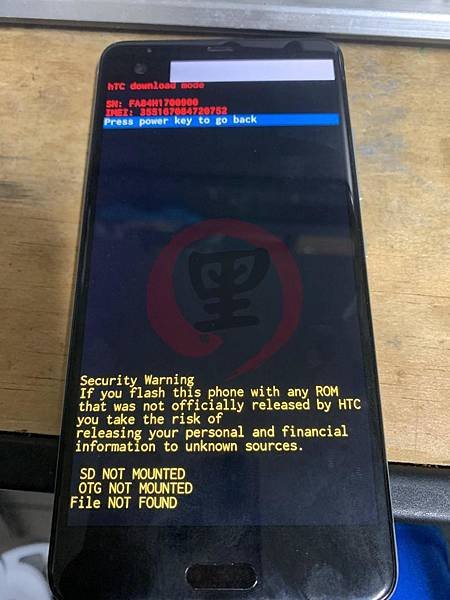 hTC download mode
SN: FA84H1700900
IMEI: 355167084720752
Press power key to go back
黑
Security Warning
If you flash this phone with any ROM
that was not officially released by HTC
you take the risk of
releasing your personal and financial
information to unknown sources.
SD NOT MOUNTED
OTG NOT MOUNTED
File NOT FOUND